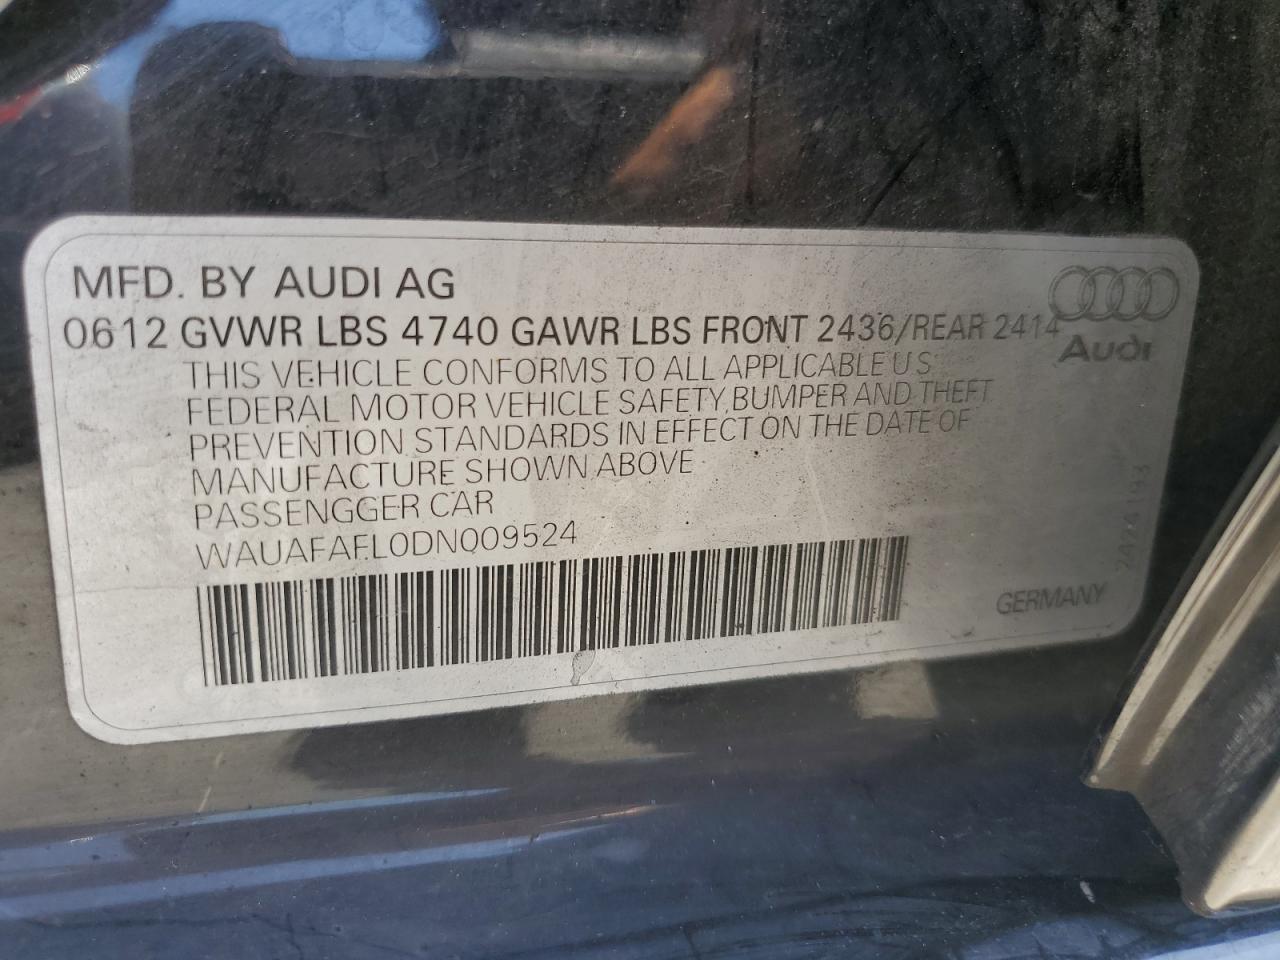 MFD. BY AUDI AG
0612 GVWR LBS 4740 GAWR LBS FRONT 2436/REAR 2414
Audi
THIS VEHICLE CONFORMS TO ALL APPLICABLE U S
FEDERAL MOTOR VEHICLE SAFETY, BUMPER AND THEFT
PREVENTION STANDARDS IN EFFECT ON THE DATE OF
MANUFACTURE SHOWN ABOVE
PASSENGGER CAR
WAUAFAFL0DN009524
GERMANY
2424193